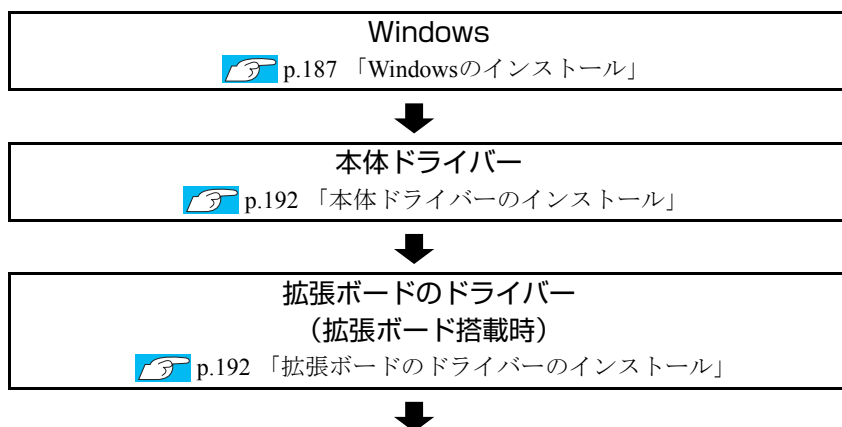 Windows
p.187 「Windowsのインストール」
本体ドライバー
p.192 「本体ドライバーのインストール」
拡張ボードのドライバー
（拡張ボード搭載時）
p.192 「拡張ボードのドライバーのインストール」